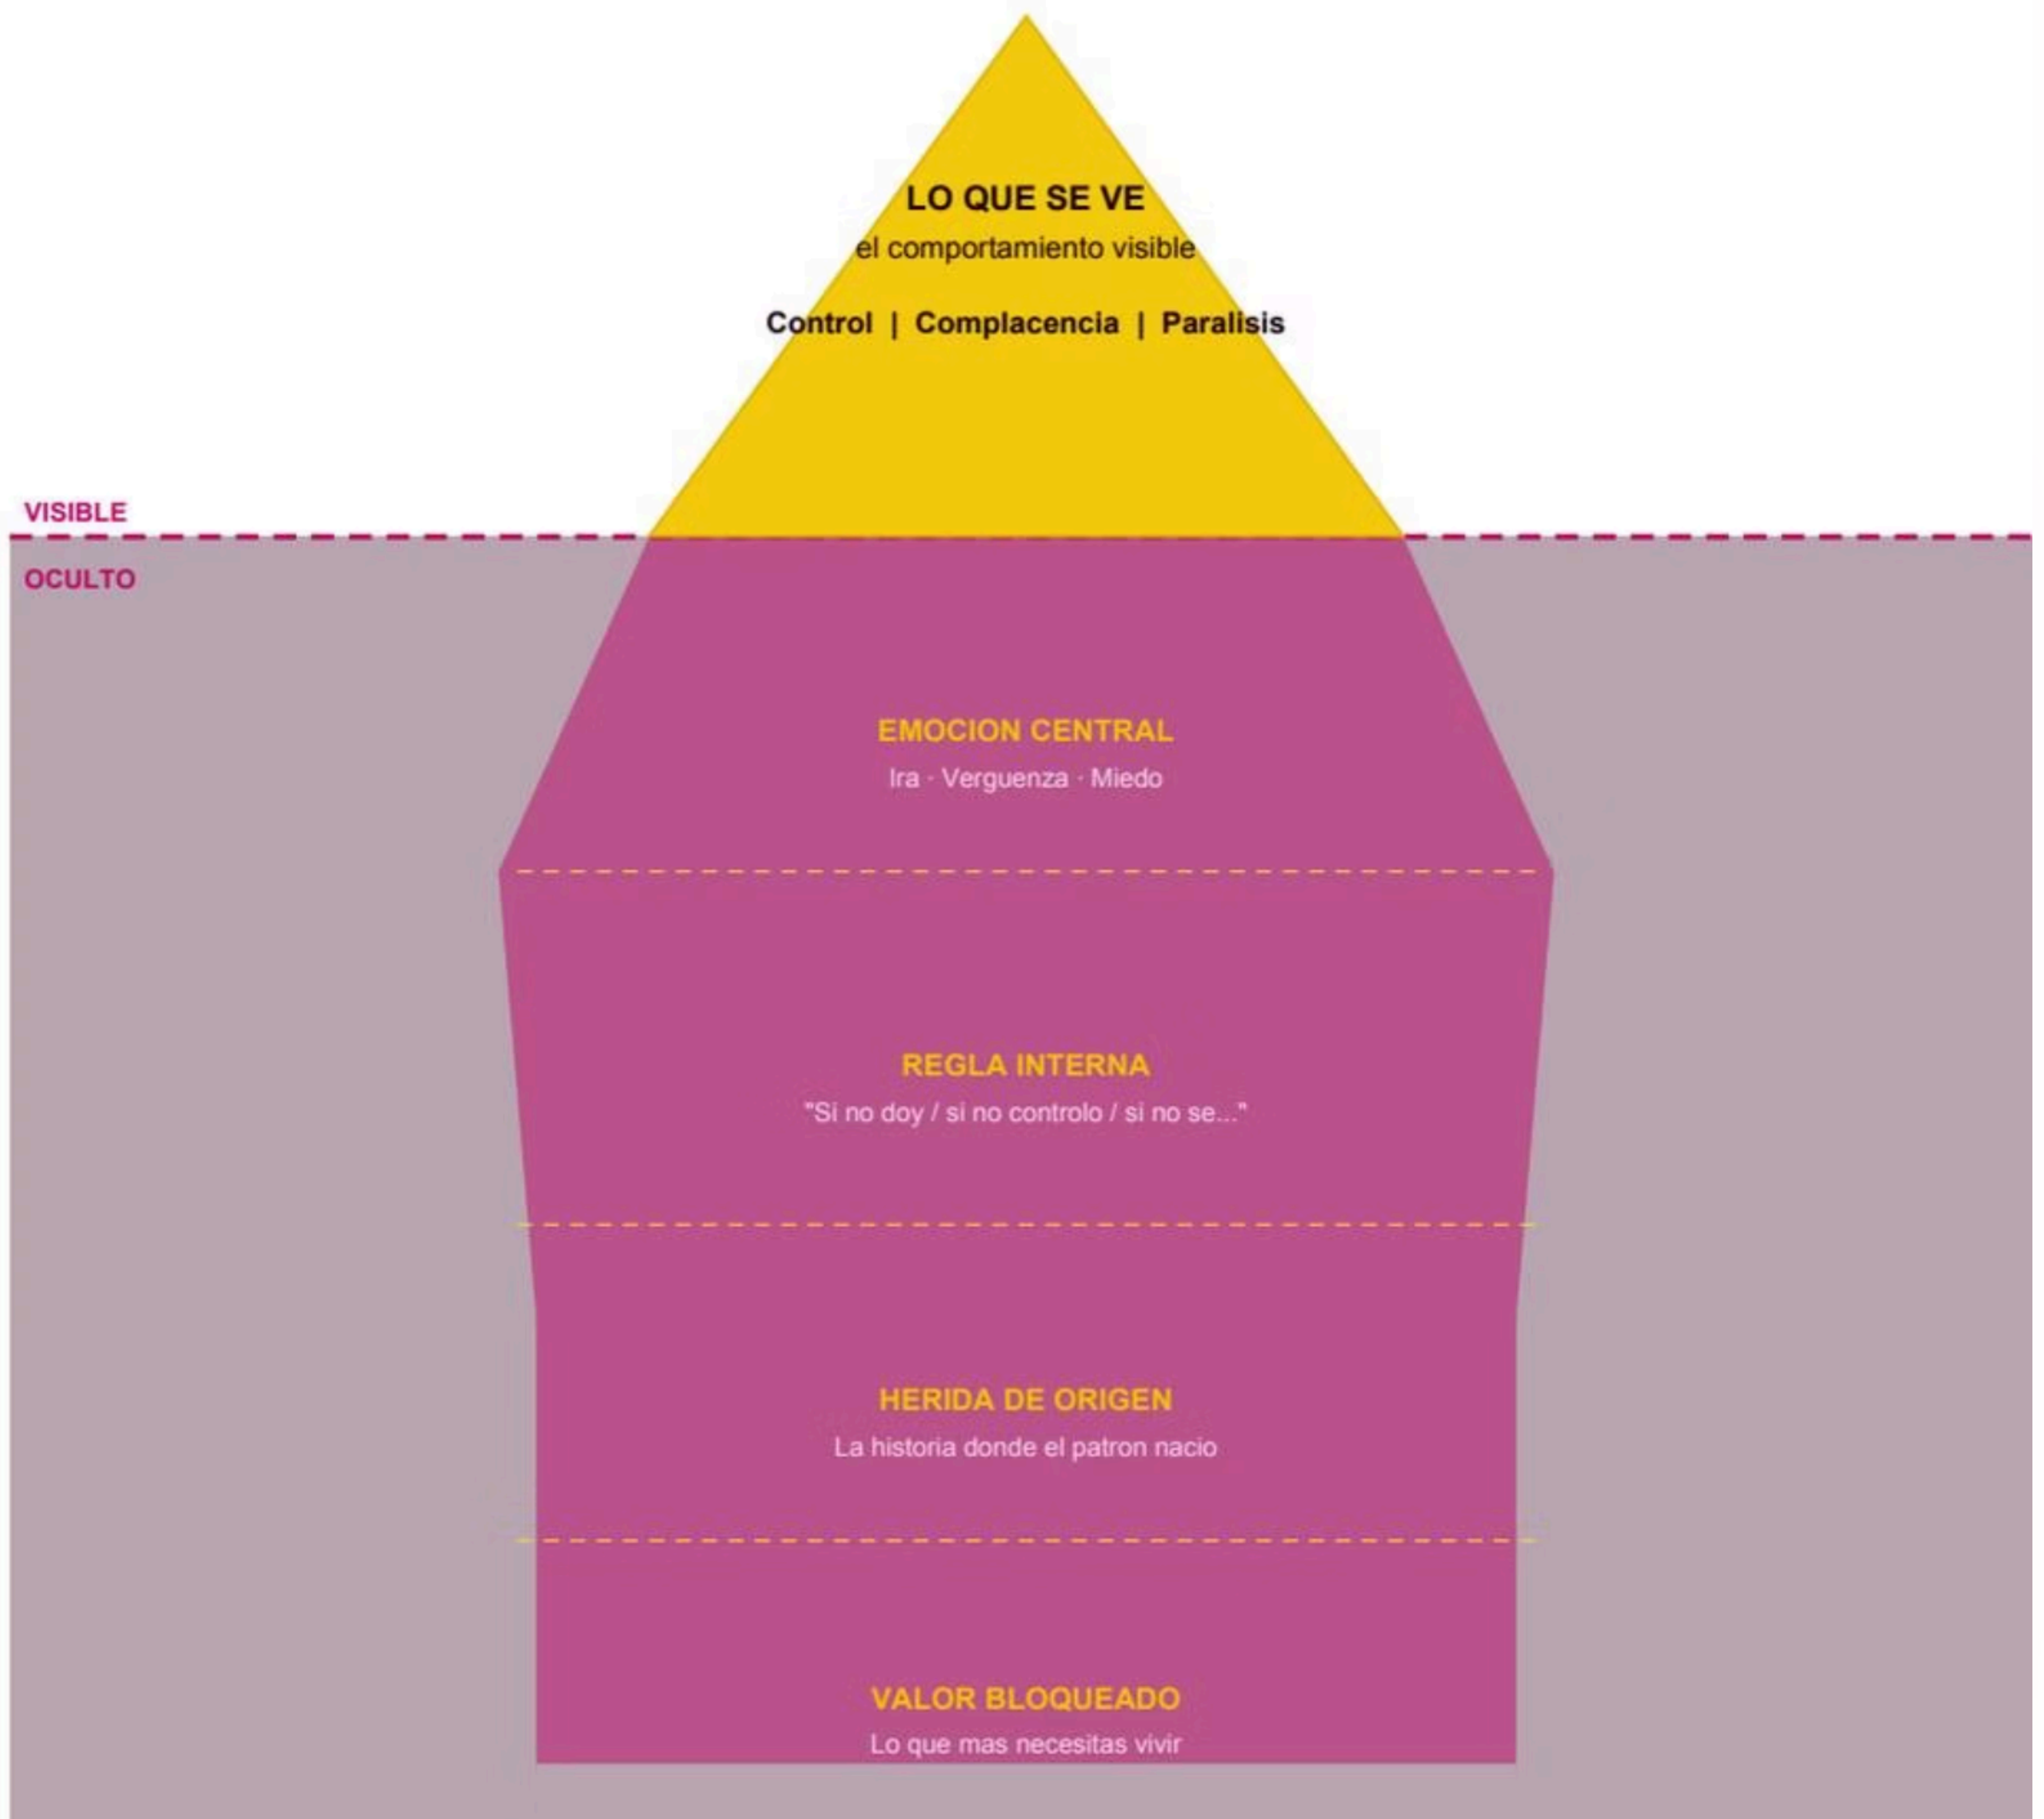 LO QUE SE VE
el comportamiento visible
Control | Complacencia | Paralisis
VISIBLE
OCULTO
EMOCION CENTRAL
Ira · Verguenza · Miedo
REGLA INTERNA
"Si no doy / si no controlo / si no se..."
HERIDA DE ORIGEN
La historia donde el patron nacio
VALOR BLOQUEADO
Lo que mas necesitas vivir